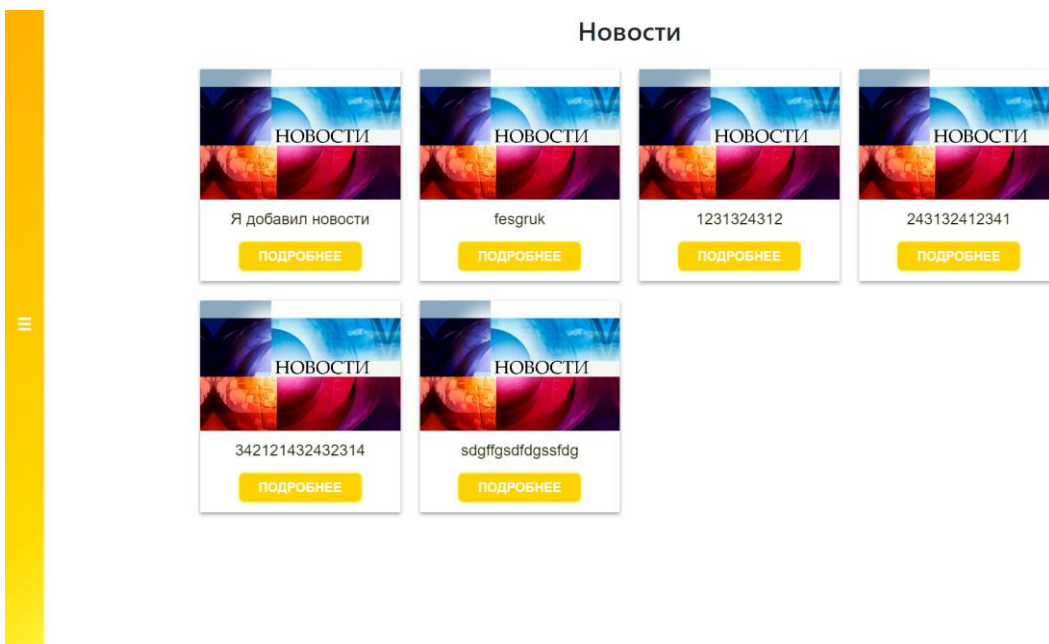 Новости
НОВОСТИ
НОВОСТИ
НОВОСТИ
НОВОСТИ
Я добавил новости
fesgruk
1231324312
243132412341
ПОДРОБНЕЕ
ПОДРОБНЕЕ
ПОДРОБНЕЕ
ПОДРОБНЕЕ
НОВОСТИ
НОВОСТИ
342121432432314
sdgffgsdfdgssfdg
ПОДРОБНЕЕ
ПОДРОБНЕЕ